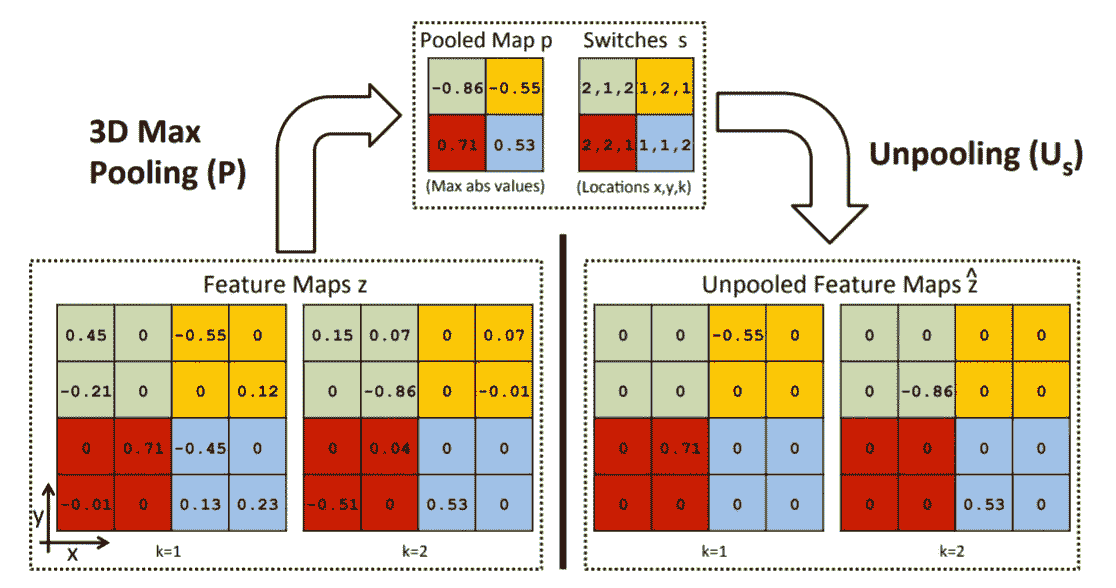 Pooled Map p Switches s
-0.86 -0.55 2,1,2 1,2,1
0.71 0.53 2,2,1 1,1,2
(Max abs values) (Locations x,y,k)
3D Max
Pooling (P)
Unpooling (Us)
Feature Maps z
0.45 0 -0.55 0 0.15 0.07 0 0.07
-0.21 0 0 0.12 0 -0.86 0 -0.01
0 0.71 -0.45 0 0 0.04 0 0
-0.01 0 0.13 0.23 -0.51 0 0.53 0
y
x
k=1 k=2
Unpooled Feature Maps ẑ
0 0 -0.55 0 0 0 0 0
0 0 0 0 0 -0.86 0 0
0 0.71 0 0 0 0 0 0
0 0 0 0 0 0 0.53 0
k=1 k=2